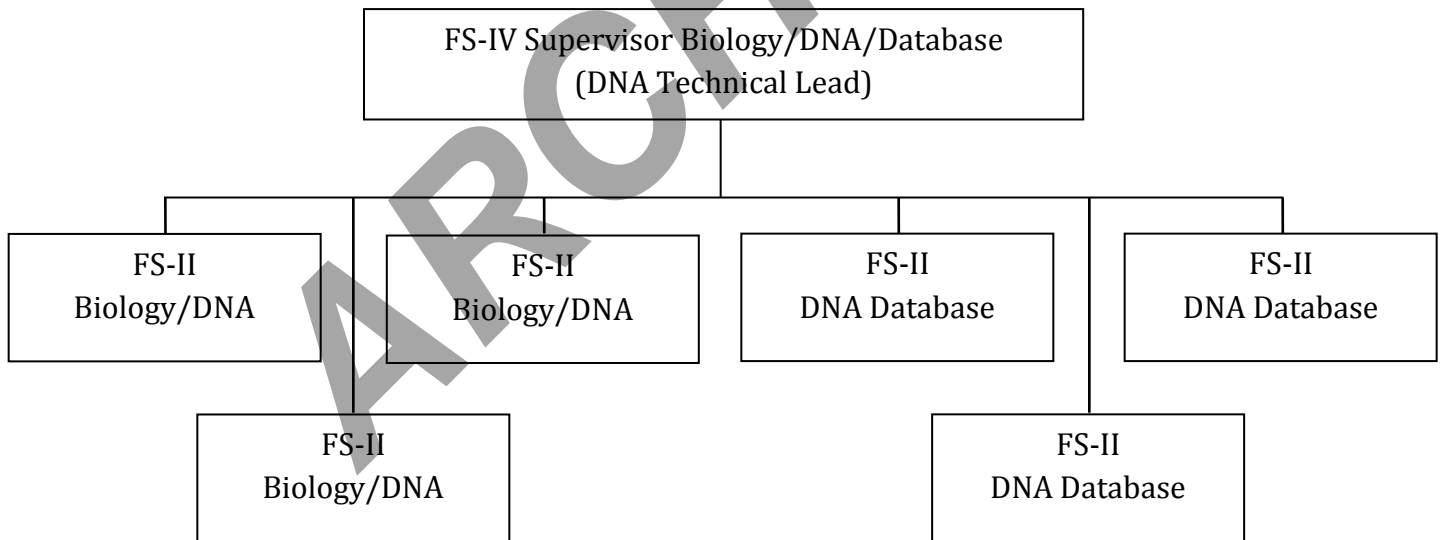 FS-IV Supervisor Biology/DNA/Database
(DNA Technical Lead)
FS-II
Biology/DNA
FS-II
Biology/DNA
FS-II
DNA Database
FS-II
DNA Database
FS-II
Biology/DNA
FS-II
DNA Database
ARCH